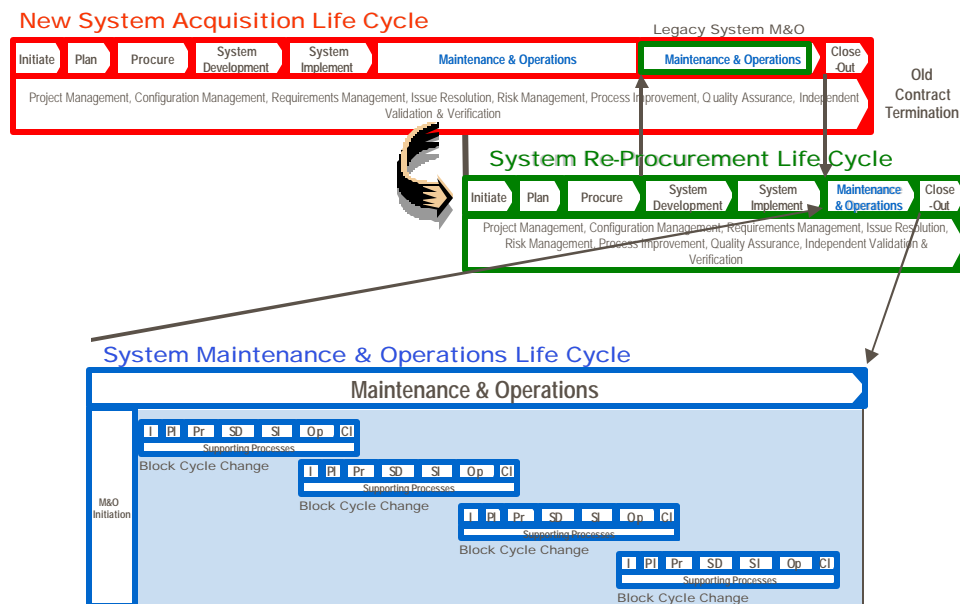 New System Acquisition Life Cycle
Legacy System M&O
Initiate Plan Procure System Development System Implement Maintenance & Operations Maintenance & Operations Close -Out
Old
Contract
Termination
Project Management, Configuration Management, Requirements Management, Issue Resolution, Risk Management, Process Improvement, Quality Assurance, Independent
Validation & Verification
System Re-Procurement Life Cycle
Initiate Plan Procure System Development System Implement Maintenance & Operations Close -Out
Project Management, Configuration Management, Requirements Management, Issue Resolution,
Risk Management, Process Improvement, Quality Assurance, Independent Validation &
Verification
System Maintenance & Operations Life Cycle
Maintenance & Operations
M&O
Initiation
I Pl Pr SD SI Op Cl
Supporting Processes
Block Cycle Change
I Pl Pr SD SI Op Cl
Supporting Processes
Block Cycle Change
I Pl Pr SD SI Op Cl
Supporting Processes
Block Cycle Change
I Pl Pr SD SI Op Cl
Supporting Processes
Block Cycle Change